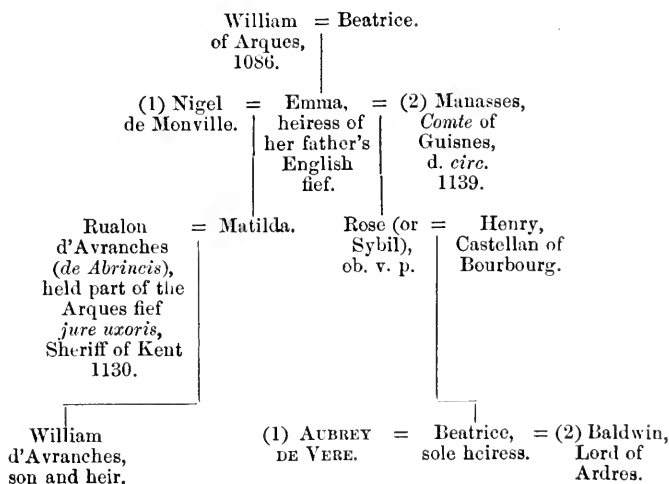 William = Beatrice.
of Arques,
1086.
(1) Nigel = Emma, = (2) Manasses,
de Monville. heiress of Comte of
her father's Guisnes,
English d. circ.
fief. 1139.
Rualon = Matilda. Rose (or = Henry,
d'Avranches Sybil), Castellan of
(de Abrincis), ob. v. p. Bourbourg.
held part of the
Arques fief
jure uxoris,
Sheriff of Kent
1130.
William (1) AUBREY = Beatrice, = (2) Baldwin,
d'Avranches, DE VERE. sole heiress. Lord of
son and heir. Ardres.